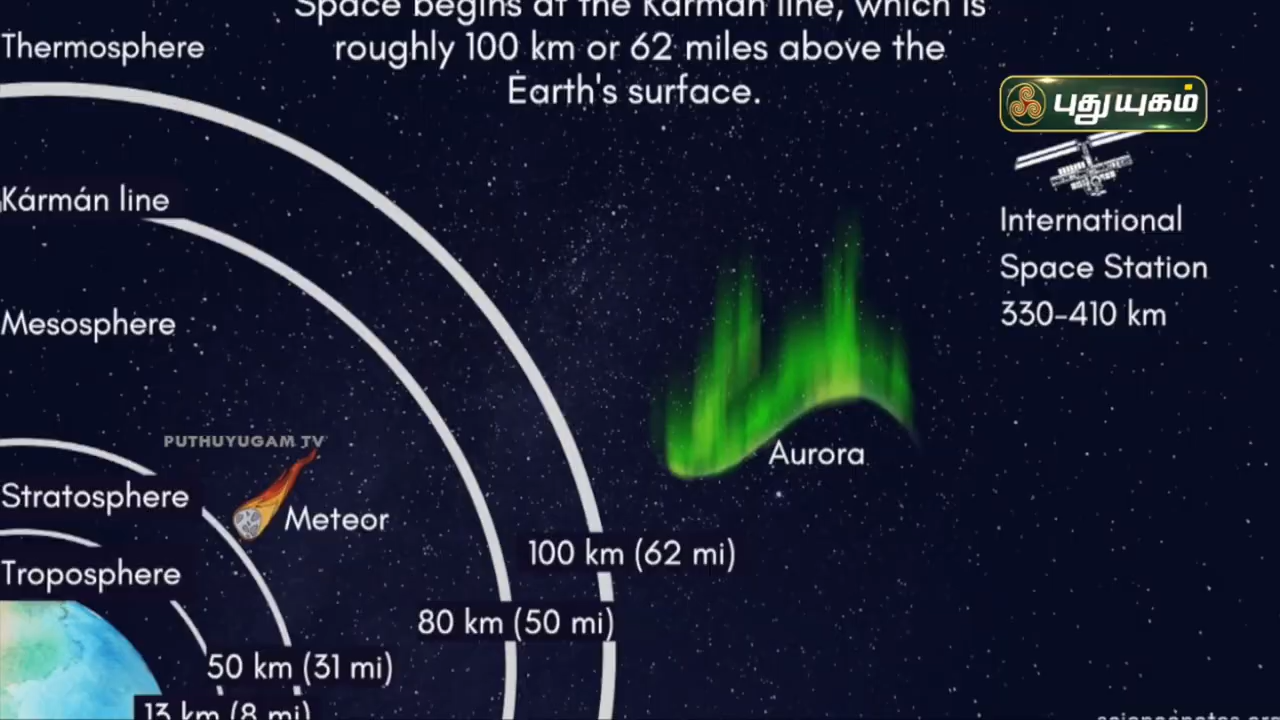 Space begins at the Kármán line, which is
roughly 100 km or 62 miles above the
Earth's surface.
Thermosphere
புதுயுகம்
Kármán line
International
Space Station
330-410 km
Mesosphere
PUTHUYUGAM TV
Aurora
Stratosphere
Meteor
100 km (62 mi)
Troposphere
80 km (50 mi)
50 km (31 mi)
13 km (8 mi)